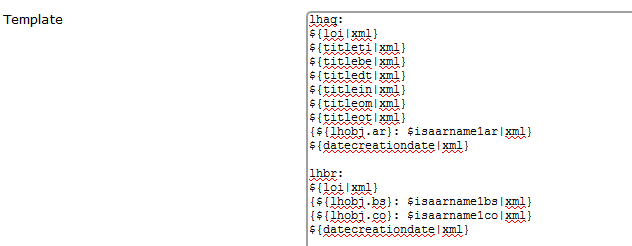 Template
lhag:
${loi|xml}
${titleti|xml}
${titlebe|xml}
${titledt|xml}
${titlein|xml}
${titleom|xml}
${titleot|xml}
{${lhobj.ar}: $isaarname1ar|xml}
${datecreationdate|xml}

lhbr:
${loi|xml}
{${lhobj.bs}: $isaarname1bs|xml}
{${lhobj.co}: $isaarname1co|xml}
${datecreationdate|xml}